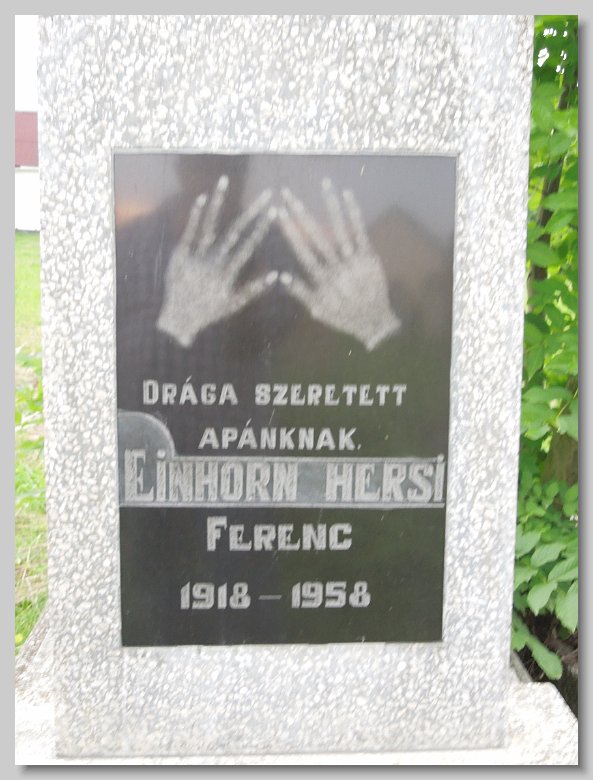 DRÁGA SZERETETT
APÁNKNAK.
EINHORN HERSI
FERENC
1918 – 1958